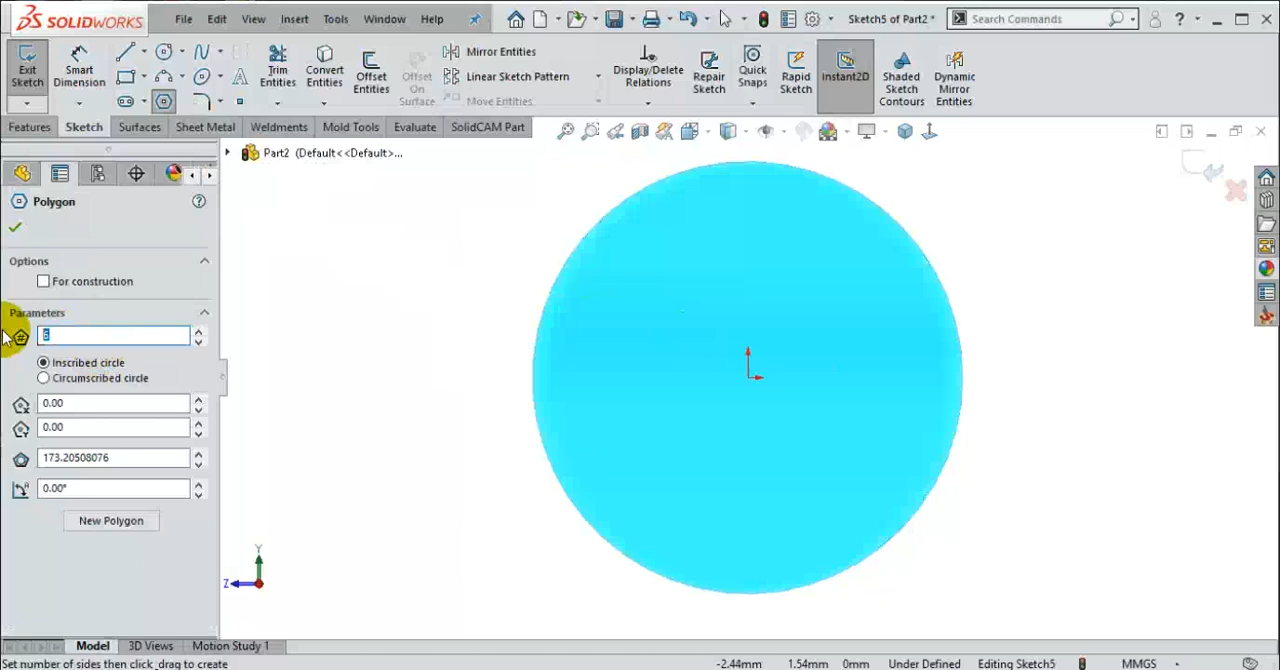 SOLIDWORKS File Edit View Insert Tools Window Help Sketch5 of Part2 * Search Commands
Exit Sketch
Smart Dimension
Trim Entities
Convert Entities
Offset Entities
Offset On Surface
Mirror Entities
Linear Sketch Pattern
Move Entities
Display/Delete Relations
Repair Sketch
Quick Snaps
Rapid Sketch
Instant2D
Shaded Sketch Contours
Dynamic Mirror Entities
Features Sketch Surfaces Sheet Metal Weldments Mold Tools Evaluate SolidCAM Part
Part2 (Default<<Default>...
Polygon
Options
For construction
Parameters
6
Inscribed circle
Circumscribed circle
0.00
0.00
173.20508076
0.00°
New Polygon
Y
Z
Model 3D Views Motion Study 1
Set number of sides then click_drag to create -2.44mm 1.54mm 0mm Under Defined Editing Sketch5 MMGS